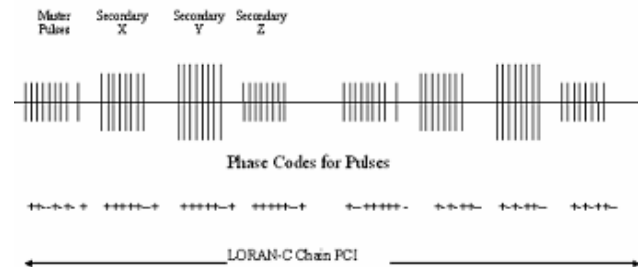 Master Pulses
Secondary X
Secondary Y
Secondary Z
Phase Codes for Pulses
LORAN-C Chain PCI